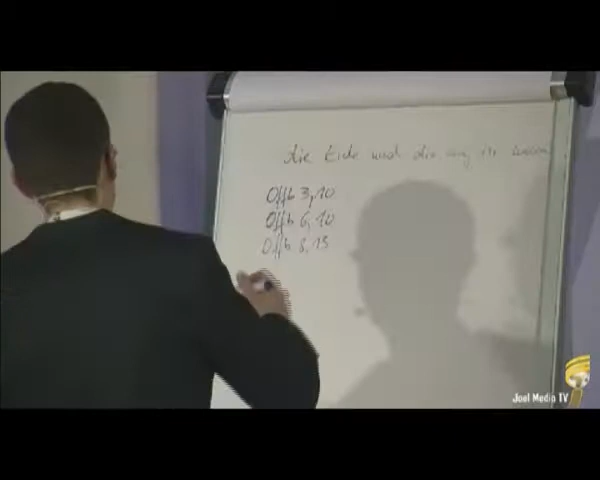 die Erde und die
Offb 3,10
Offb 6,10
Offb 8,13
Joel Media TV